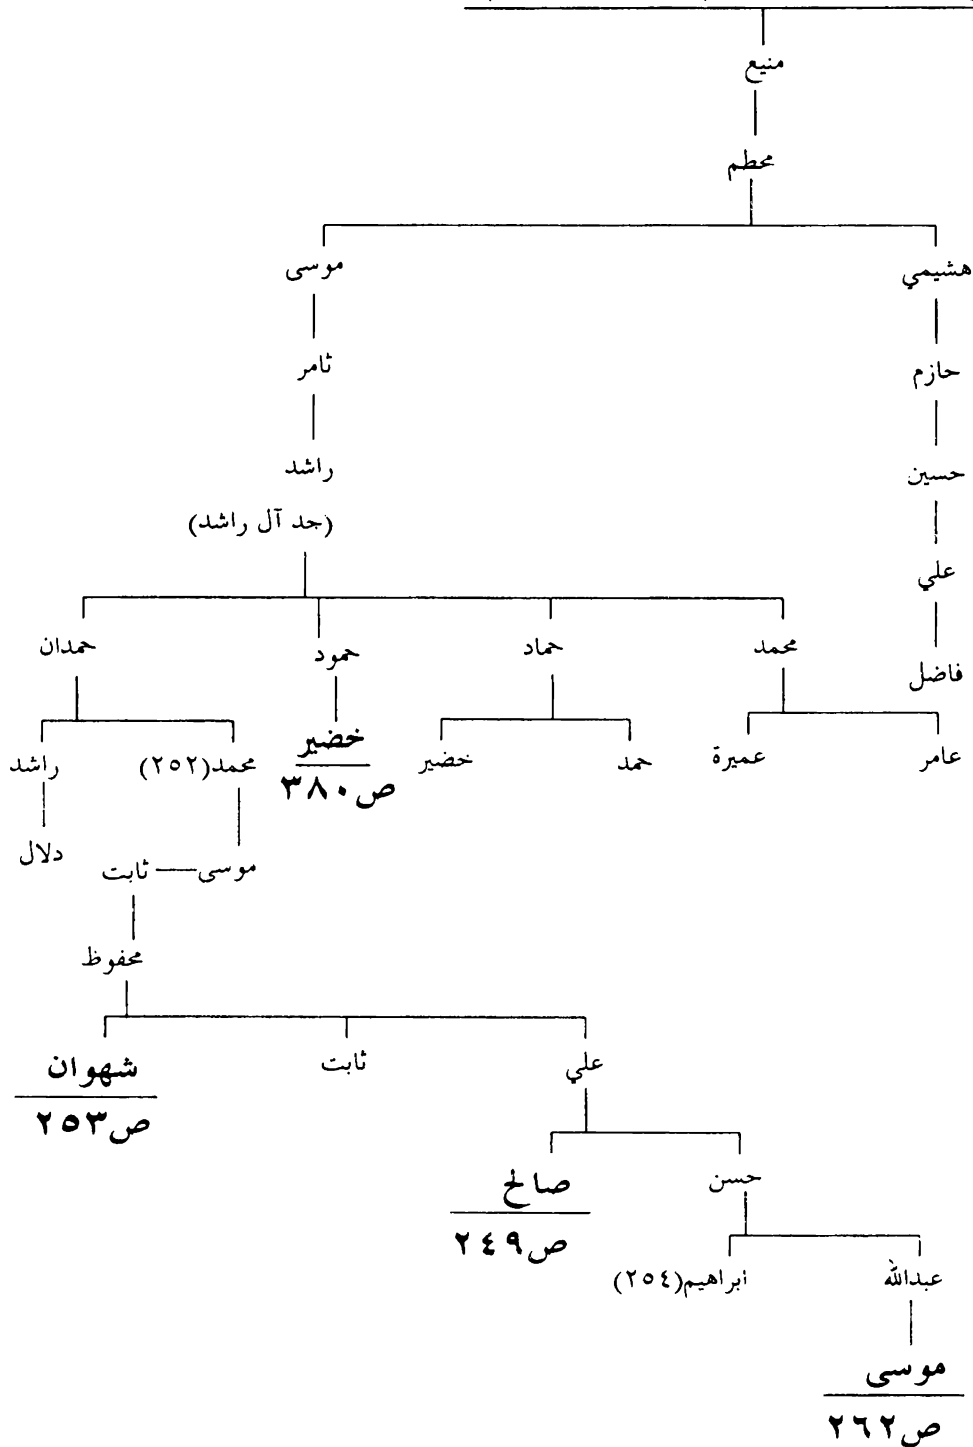 منيع
محطم
هشيمي موسى
حازم ثامر
حسين راشد
(جد آل راشد)
علي
محمد حماد حمود حمدان
فاضل
عامر عميرة حمد خضير خضير محمد(٢٥٢) راشد
ص٣٨٠
دلال
موسى ثابت
محفوظ
علي ثابت شهوان
ص٢٥٣
حسن صالح
ص٢٤٩
عبدالله ابراهيم(٢٥٤)
موسى
ص٢٦٢